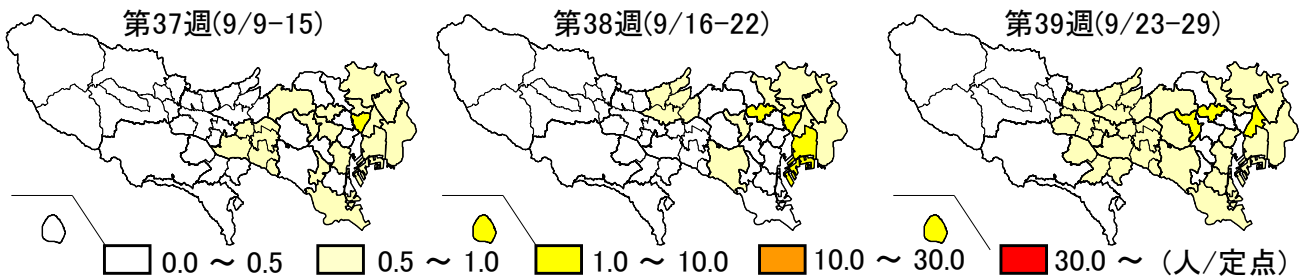 第37週(9/9-15)
第38週(9/16-22)
第39週(9/23-29)
0.0 ～ 0.5 0.5 ～ 1.0 1.0 ～ 10.0 10.0 ～ 30.0 30.0 ～ (人/定点)